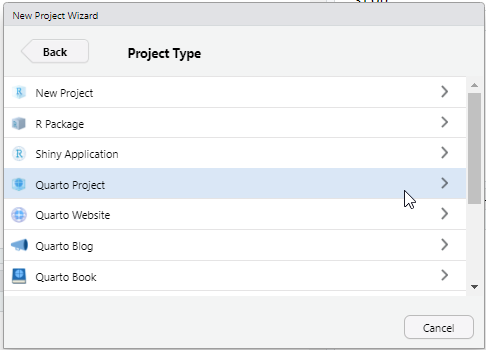 New Project Wizard
Back
Project Type
New Project
R Package
Shiny Application
Quarto Project
Quarto Website
Quarto Blog
Quarto Book
Cancel